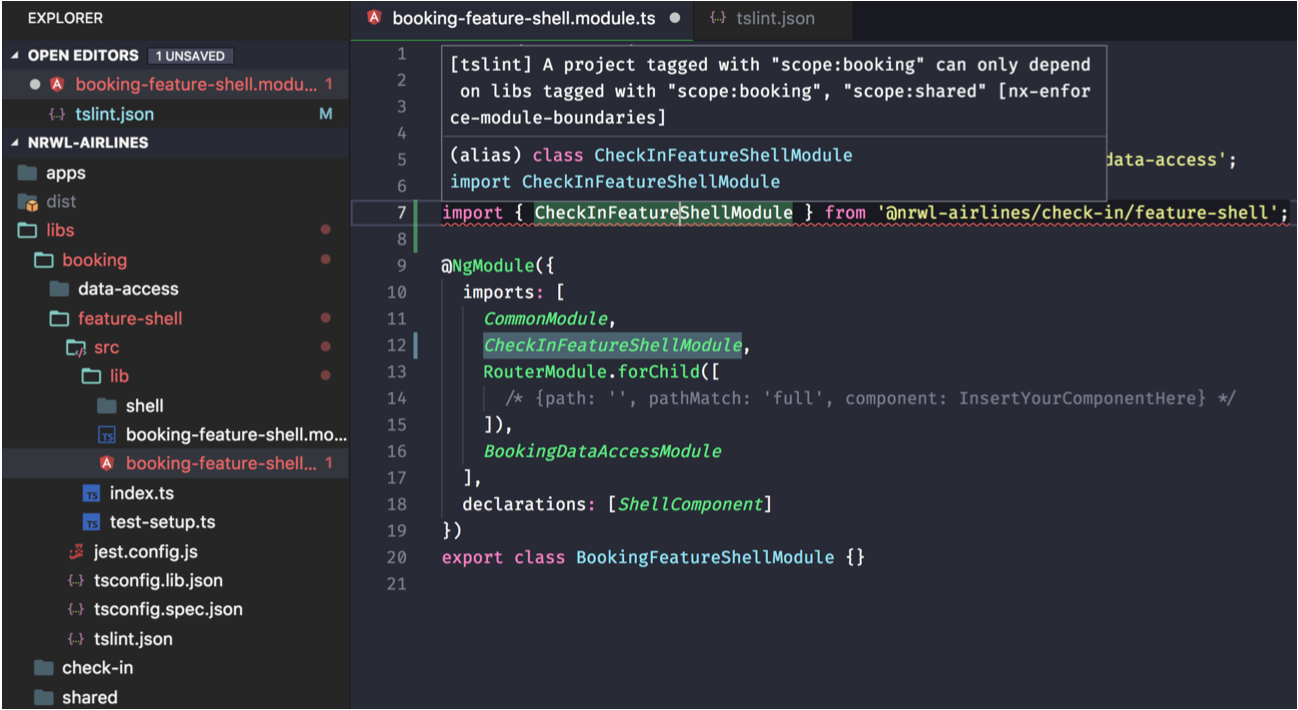 EXPLORER
OPEN EDITORS 1 UNSAVED
booking-feature-shell.modu... 1
{..} tslint.json M
NRWL-AIRLINES
apps
dist
libs
booking
data-access
feature-shell
src
lib
shell
TS booking-feature-shell.mo...
booking-feature-shell... 1
TS index.ts
TS test-setup.ts
jest.config.js
{..} tsconfig.lib.json
{..} tsconfig.spec.json
{..} tslint.json
check-in
shared
booking-feature-shell.module.ts
{..} tslint.json
[tslint] A project tagged with "scope:booking" can only depend
on libs tagged with "scope:booking", "scope:shared" [nx-enfor
ce-module-boundaries]
(alias) class CheckInFeatureShellModule
import CheckInFeatureShellModule
1
2
3
4
5 data-access';
6
7 import { CheckInFeatureShellModule } from '@nrwl-airlines/check-in/feature-shell';
8
9 @NgModule({
10 imports: [
11 CommonModule,
12 CheckInFeatureShellModule,
13 RouterModule.forChild([
14 /* {path: '', pathMatch: 'full', component: InsertYourComponentHere} */
15 ]),
16 BookingDataAccessModule
17 ],
18 declarations: [ShellComponent]
19 })
20 export class BookingFeatureShellModule {}
21